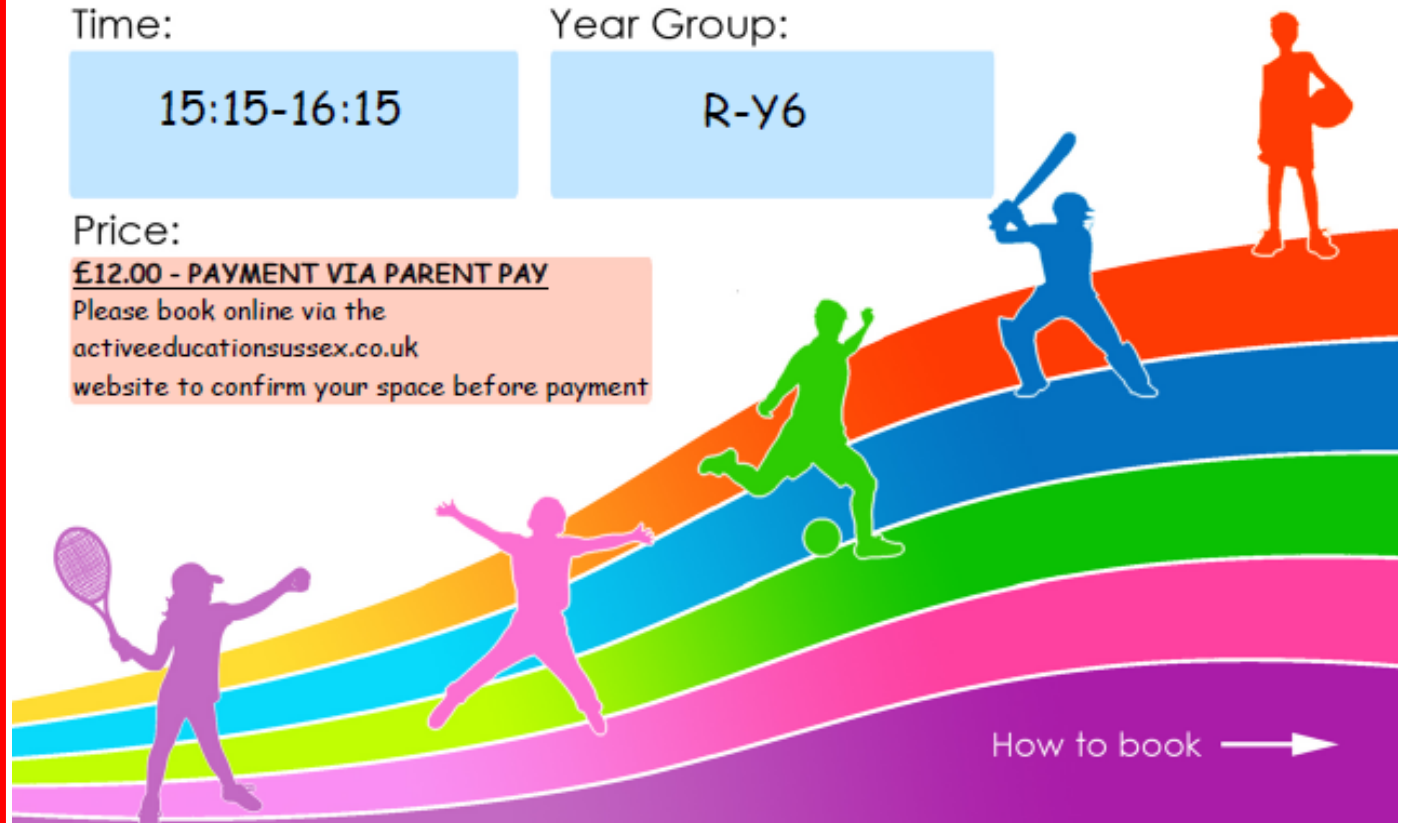 Time:
Year Group:
15:15-16:15
R-Y6
Price:
£12.00 - PAYMENT VIA PARENT PAY
Please book online via the
activeeducationsussex.co.uk
website to confirm your space before payment
How to book